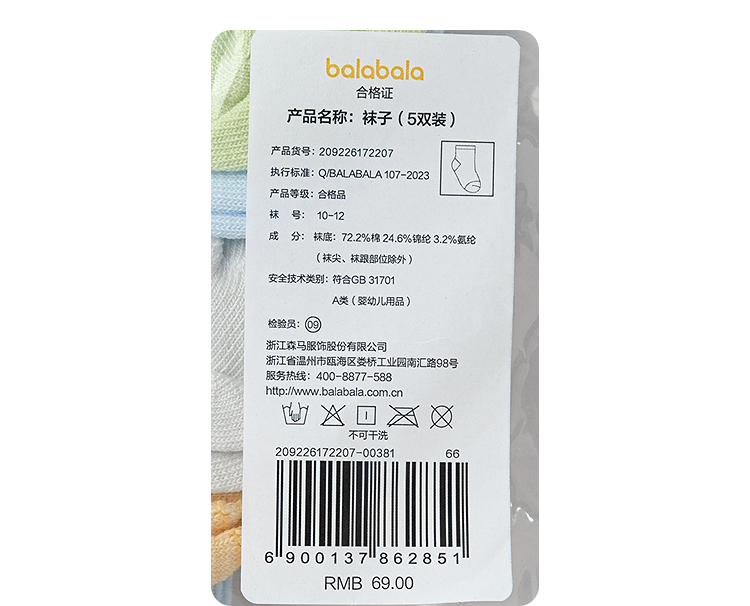 balabala
合格证
产品名称：袜子（5双装）
产品货号：209226172207
执行标准：Q/BALABALA 107-2023
产品等级：合格品
袜 号：10-12
成 分：袜底：72.2%棉 24.6%锦纶 3.2%氨纶
（袜尖、袜跟部位除外）
安全技术类别：符合GB 31701
A类（婴幼儿用品）
检验员：09
浙江森马服饰股份有限公司
浙江省温州市瓯海区娄桥工业园南汇路98号
服务热线：400-8877-588
http://www.balabala.com.cn
不可干洗
209226172207-00381 66
6 900137 862851
RMB 69.00